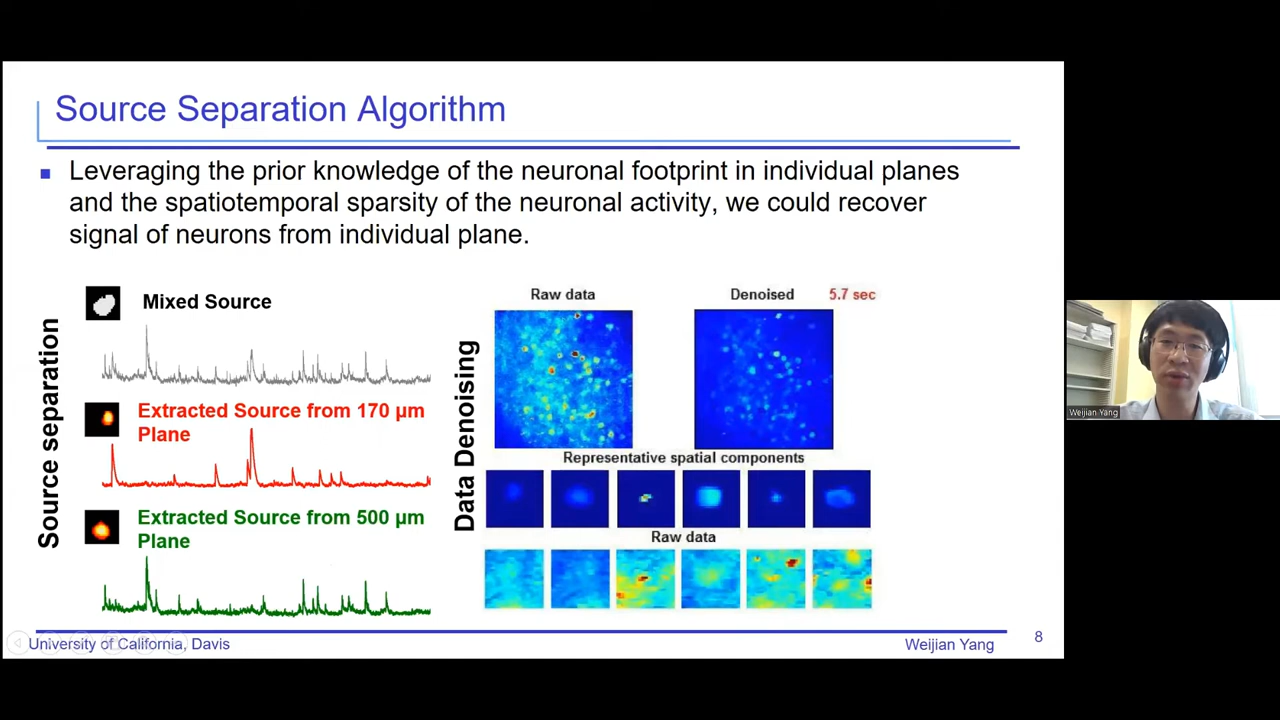 Source Separation Algorithm
Leveraging the prior knowledge of the neuronal footprint in individual planes
and the spatiotemporal sparsity of the neuronal activity, we could recover
signal of neurons from individual plane.
Source separation
Mixed Source
Extracted Source from 170 µm
Plane
Extracted Source from 500 µm
Plane
Data Denoising
Raw data
Denoised
5.7 sec
Representative spatial components
Raw data
University of California, Davis
Weijian Yang
8
Weijian Yang